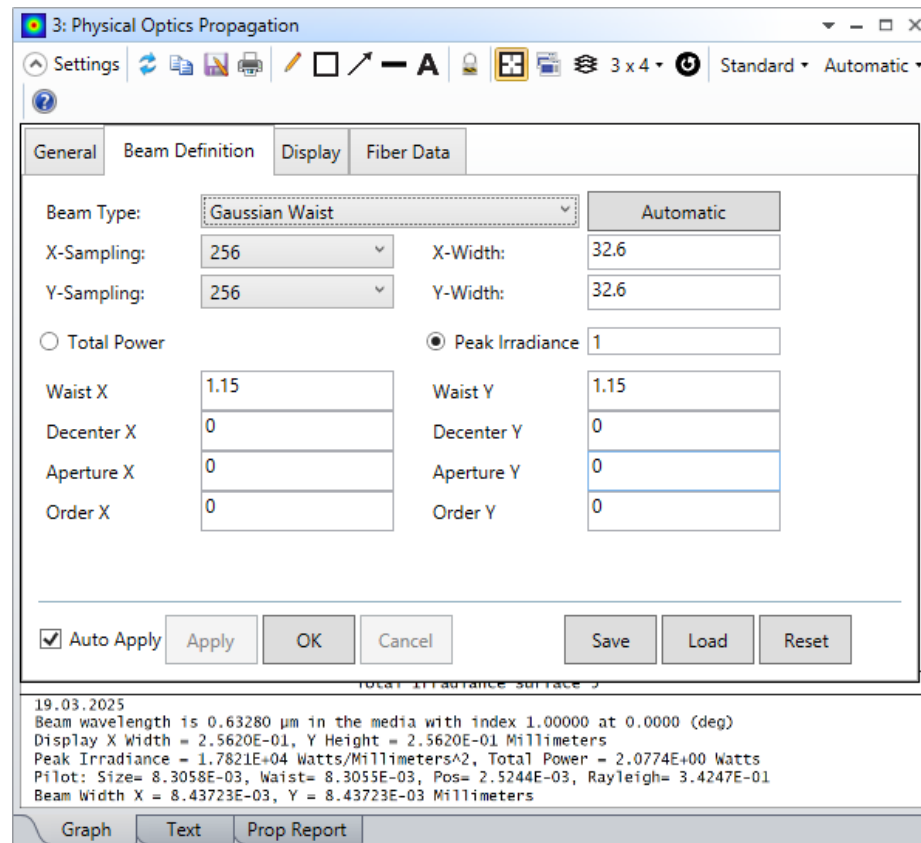 3: Physical Optics Propagation
Settings A 3 x 4 Standard Automatic
General Beam Definition Display Fiber Data
Beam Type: Gaussian Waist Automatic
X-Sampling: 256 X-Width: 32.6
Y-Sampling: 256 Y-Width: 32.6
Total Power Peak Irradiance 1
Waist X 1.15 Waist Y 1.15
Decenter X 0 Decenter Y 0
Aperture X 0 Aperture Y 0
Order X 0 Order Y 0
Auto Apply Apply OK Cancel Save Load Reset
Total Irradiance surface
19.03.2025
Beam wavelength is 0.63280 µm in the media with index 1.00000 at 0.0000 (deg)
Display X Width = 2.5620E-01, Y Height = 2.5620E-01 Millimeters
Peak Irradiance = 1.7821E+04 Watts/Millimeters^2, Total Power = 2.0774E+00 Watts
Pilot: Size= 8.3058E-03, Waist= 8.3055E-03, Pos= 2.5244E-03, Rayleigh= 3.4247E-01
Beam Width X = 8.43723E-03, Y = 8.43723E-03 Millimeters
Graph Text Prop Report